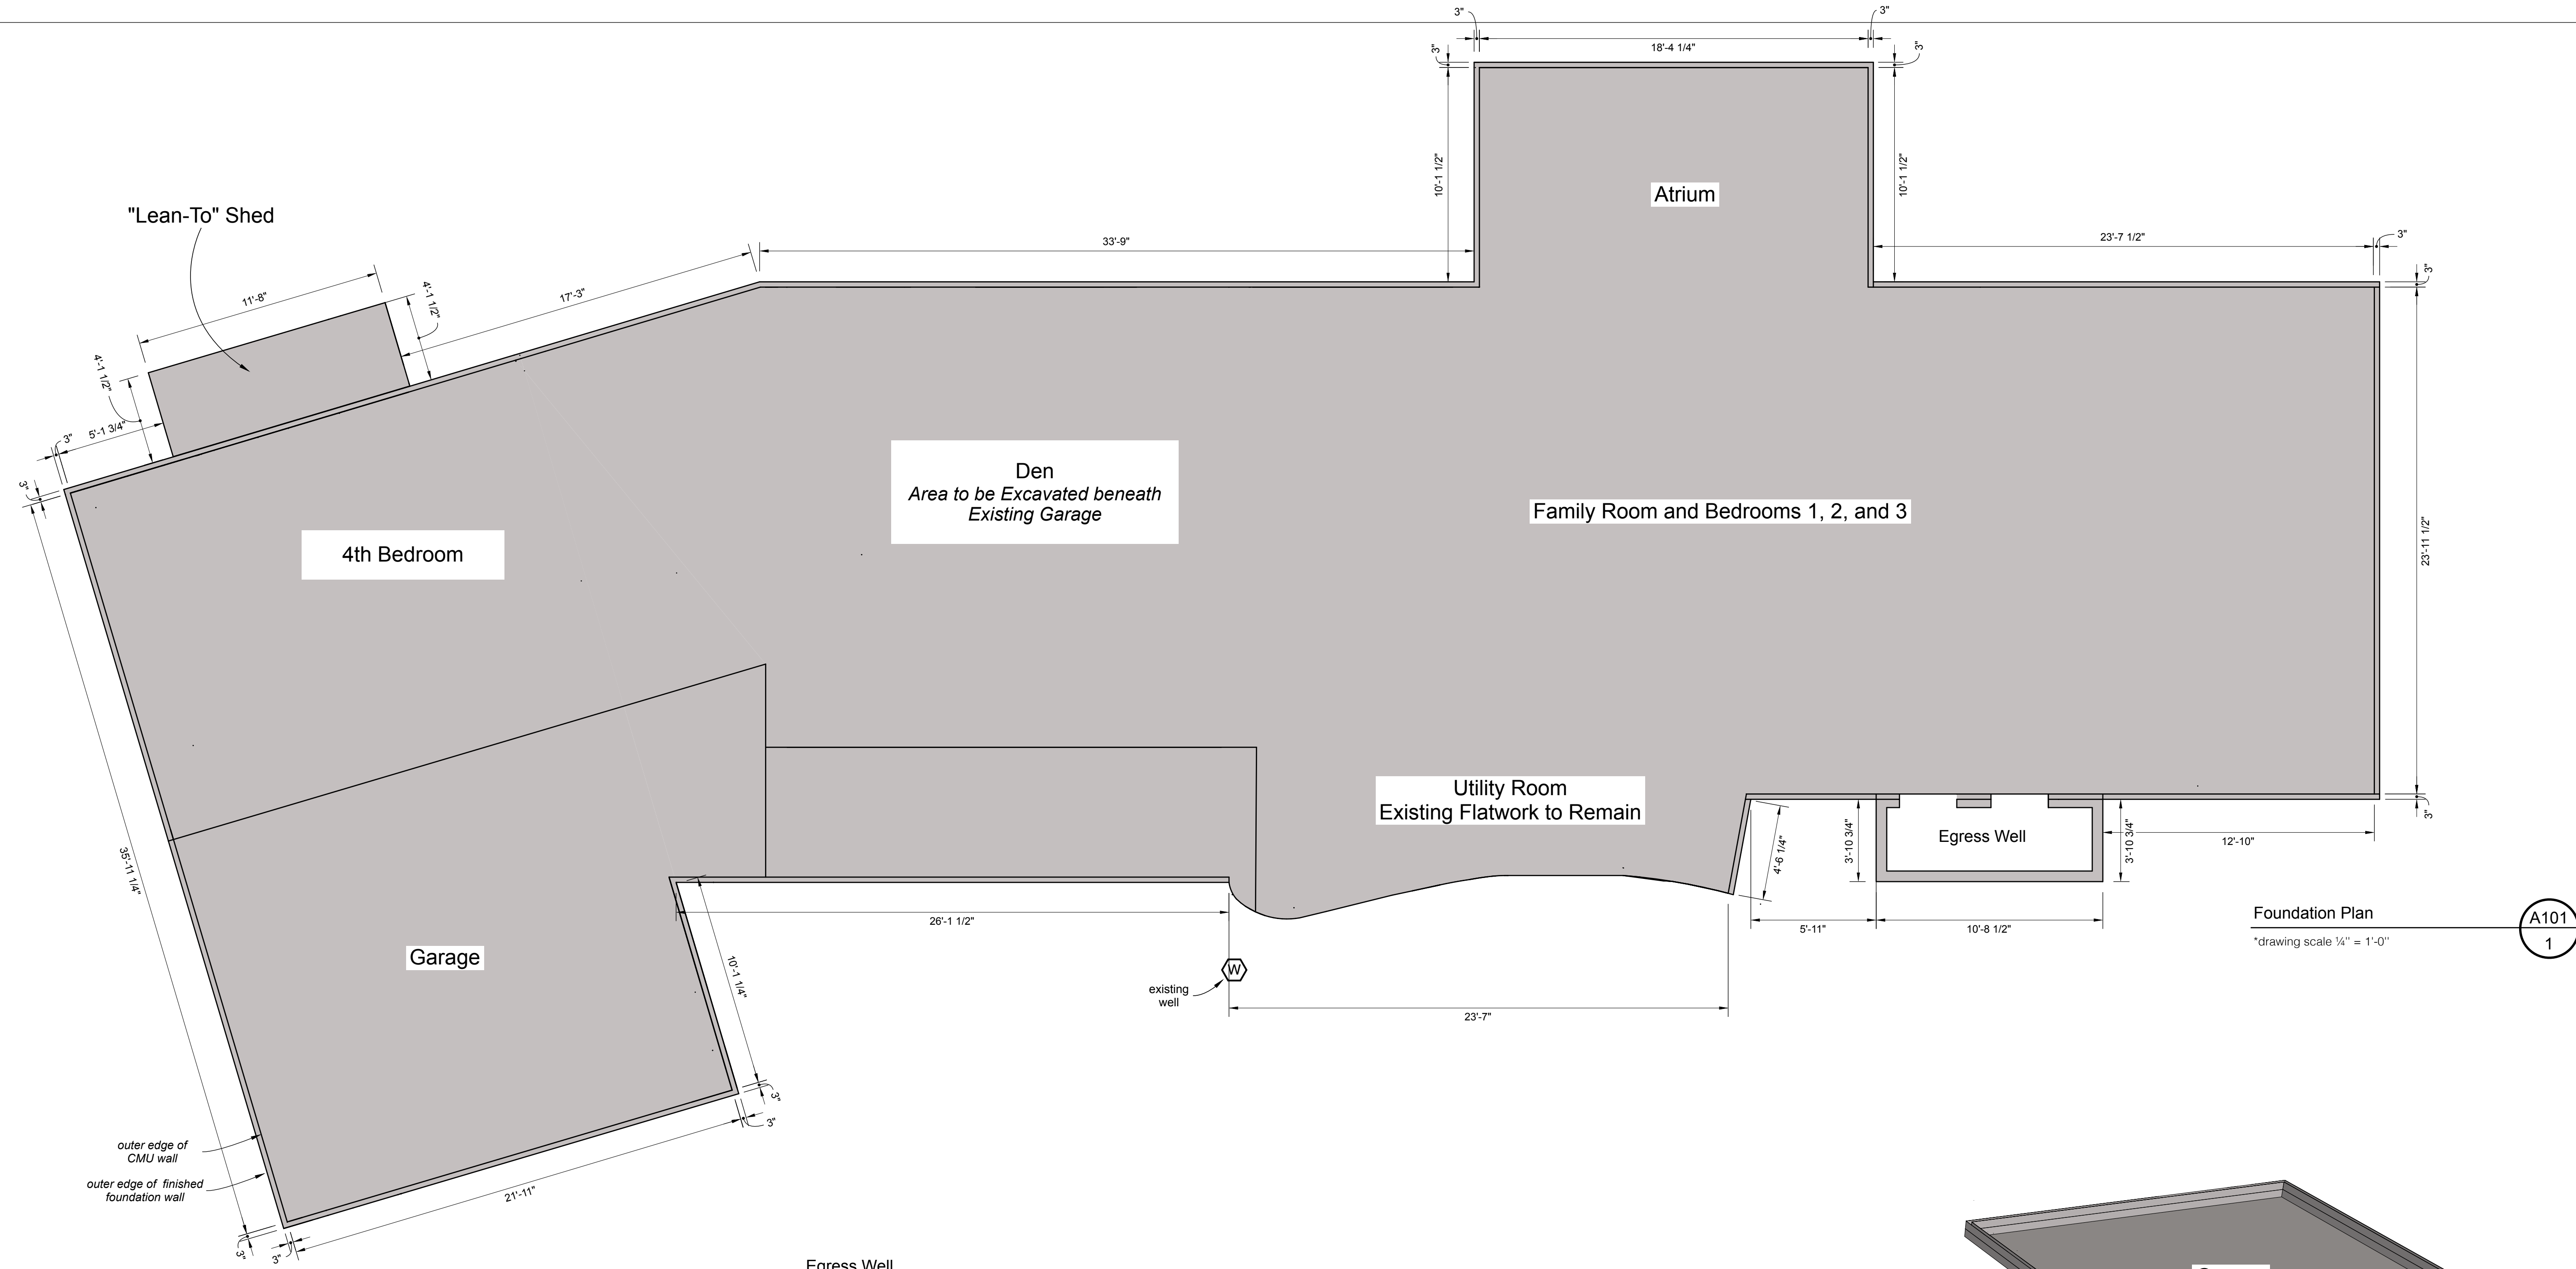 3"
3"
18'-4 1/4"
3"
3"
10'-1 1/2"
10'-1 1/2"
Atrium
"Lean-To" Shed
33'-9"
23'-7 1/2"
3"
3"
11'-8"
4'-1 1/2"
17'-3"
4'-1 1/2"
5'-1 3/4"
3"
3"
Den
Area to be Excavated beneath
Existing Garage
Family Room and Bedrooms 1, 2, and 3
23'-11 1/2"
4th Bedroom
Utility Room
Existing Flatwork to Remain
Egress Well
3'-10 3/4"
3'-10 3/4"
4'-6 1/4"
12'-10"
3"
35'-11 1/4"
26'-1 1/2"
5'-11"
10'-8 1/2"
Foundation Plan
A101
*drawing scale ¼" = 1'-0"
1
Garage
10'-1 1/4"
W
existing
well
23'-7"
3"
3"
outer edge of
CMU wall
outer edge of finished
foundation wall
21'-11"
3"
3"
Egress Well